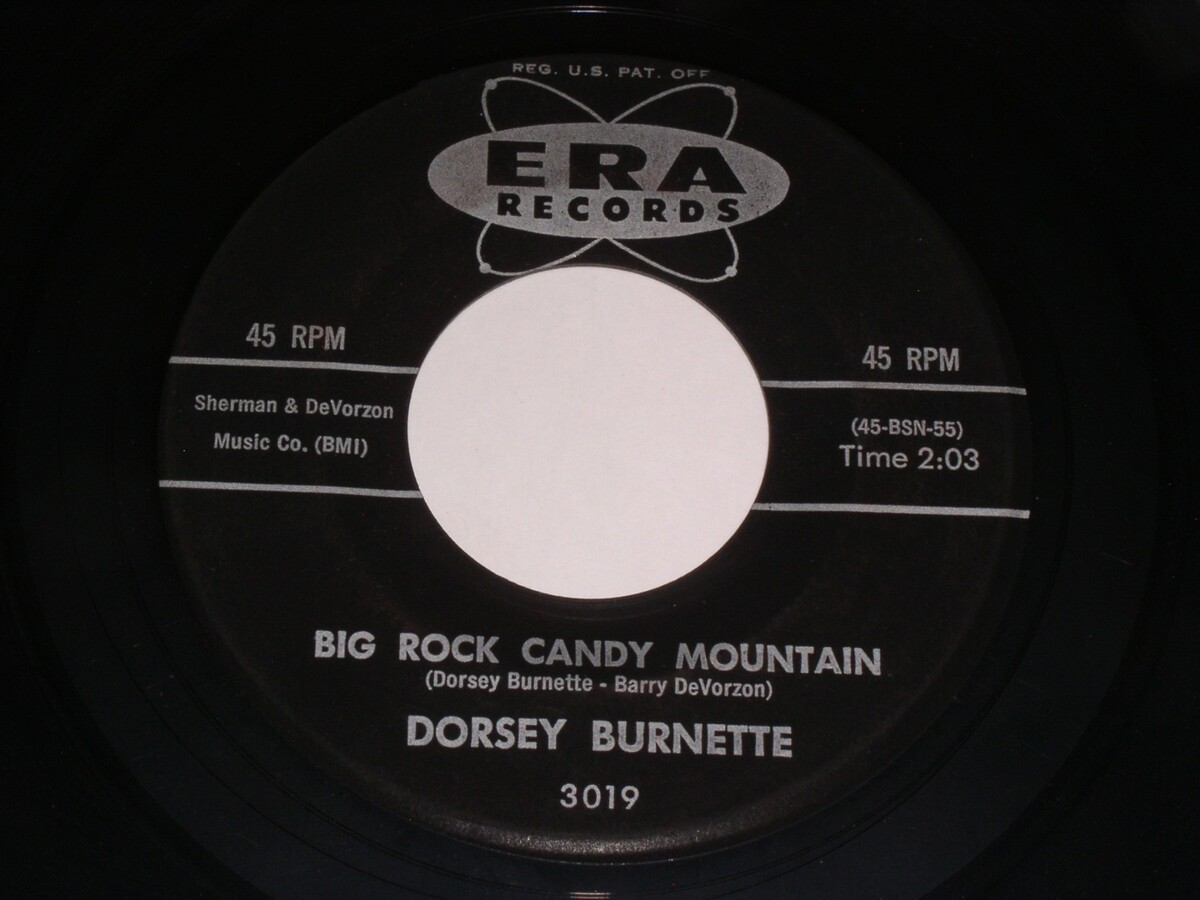 REG. U.S. PAT. OFF.
ERA
RECORDS
45 RPM
Sherman & DeVorzon
Music Co. (BMI)
45 RPM
(45-BSN-55)
Time 2:03
BIG ROCK CANDY MOUNTAIN
(Dorsey Burnette - Barry DeVorzon)
DORSEY BURNETTE
3019